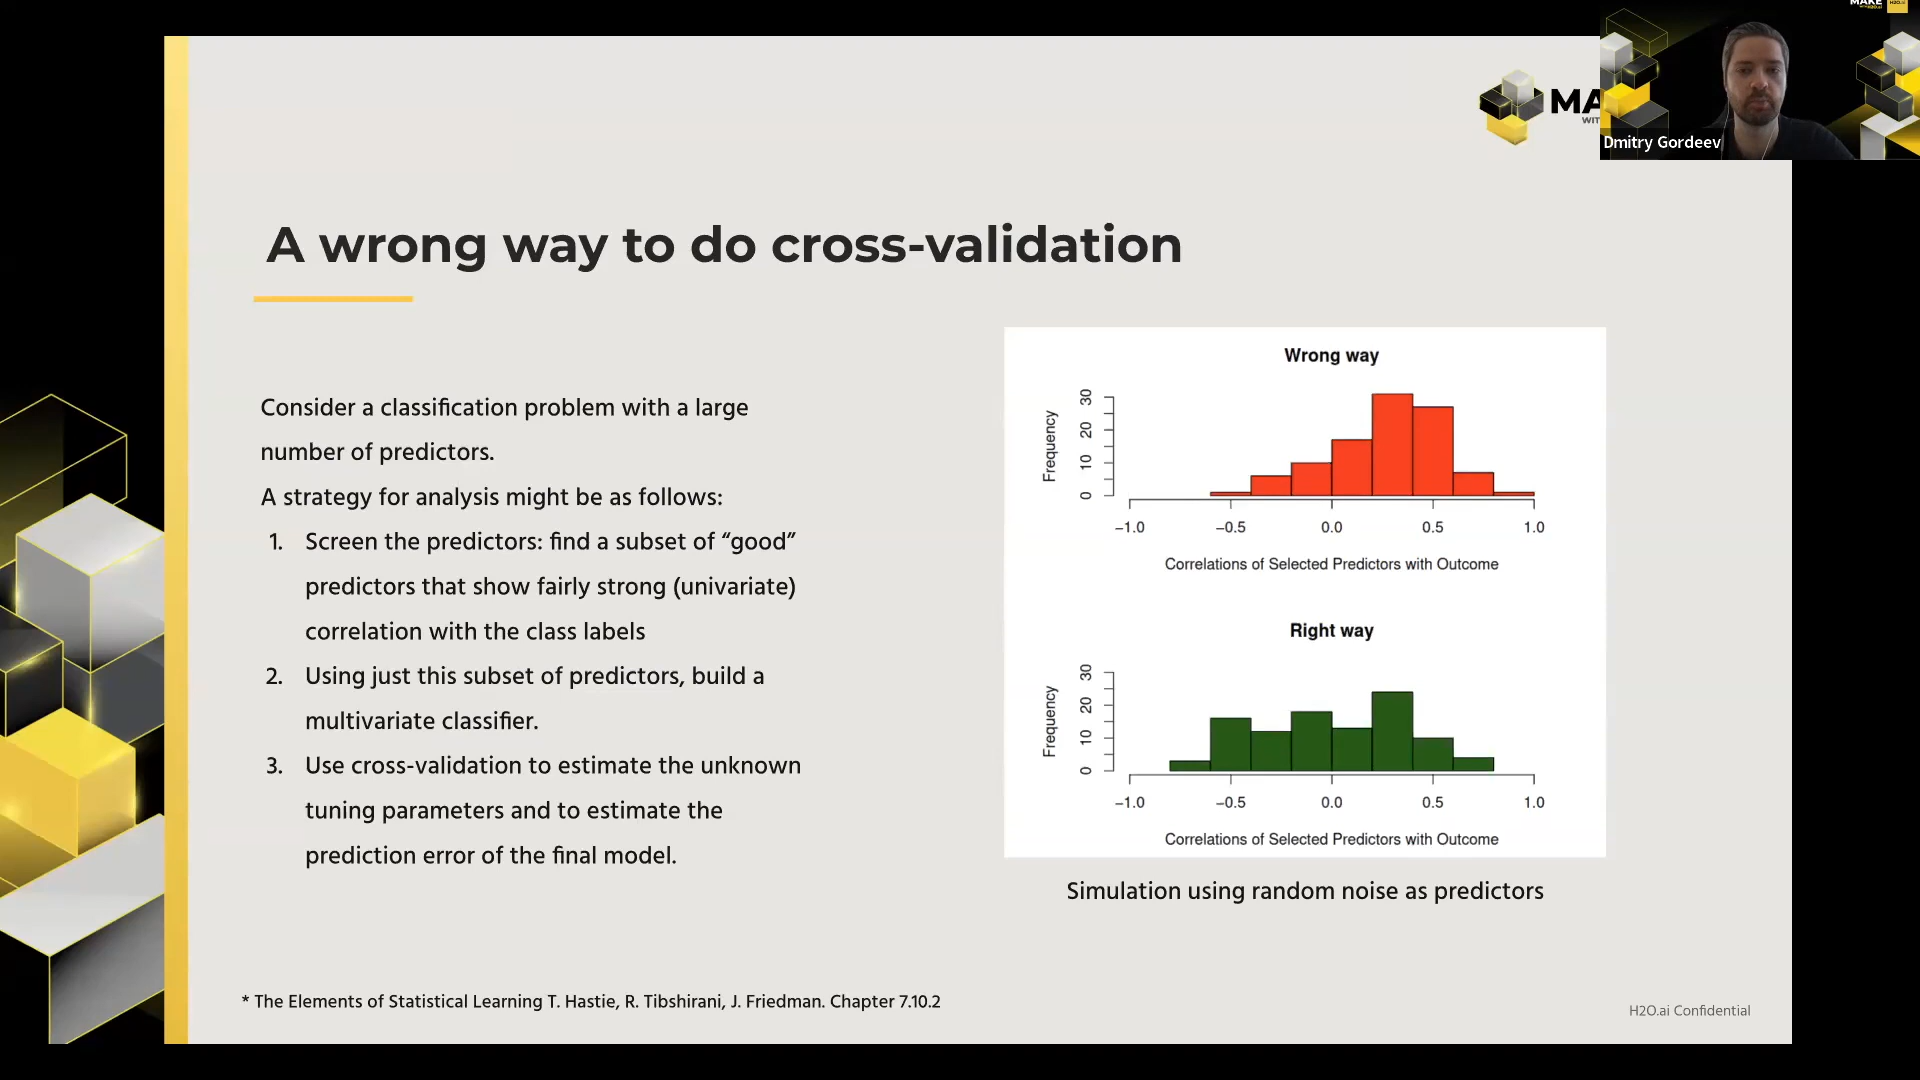 MAKE
H2O.ai
MA
WIT
Dmitry Gordeev
A wrong way to do cross-validation
Consider a classification problem with a large
number of predictors.
A strategy for analysis might be as follows:
1. Screen the predictors: find a subset of “good”
predictors that show fairly strong (univariate)
correlation with the class labels
2. Using just this subset of predictors, build a
multivariate classifier.
3. Use cross-validation to estimate the unknown
tuning parameters and to estimate the
prediction error of the final model.
Wrong way
Frequency
0 10 20 30
−1.0 −0.5 0.0 0.5 1.0
Correlations of Selected Predictors with Outcome
Right way
Frequency
0 10 20 30
−1.0 −0.5 0.0 0.5 1.0
Correlations of Selected Predictors with Outcome
Simulation using random noise as predictors
* The Elements of Statistical Learning T. Hastie, R. Tibshirani, J. Friedman. Chapter 7.10.2
H2O.ai Confidential